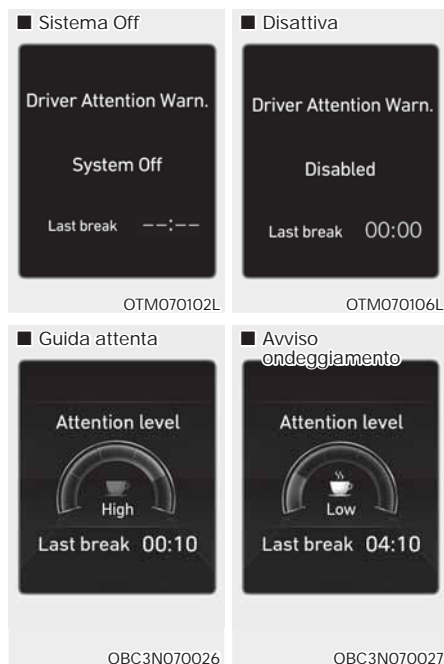 ■ Sistema Off
Driver Attention Warn.
System Off
Last break --:--
OTM070102L
■ Disattiva
Driver Attention Warn.
Disabled
Last break 00:00
OTM070106L
■ Guida attenta
Attention level
High
Last break 00:10
OBC3N070026
■ Avviso
ondeggiamento
Attention level
Low
Last break 04:10
OBC3N070027